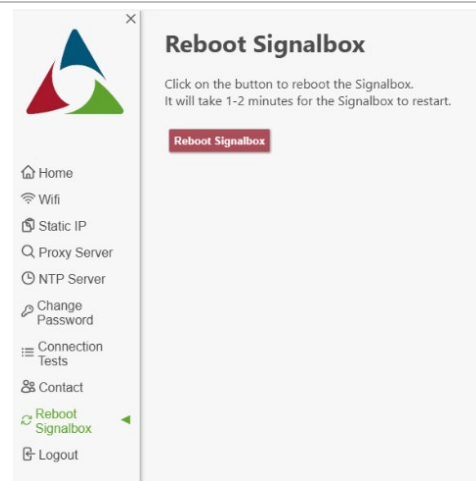 Reboot Signalbox
Click on the button to reboot the Signalbox.
It will take 1-2 minutes for the Signalbox to restart.
Reboot Signalbox
Home
Wifi
Static IP
Proxy Server
NTP Server
Change
Password
Connection
Tests
Contact
Reboot
Signalbox
Logout